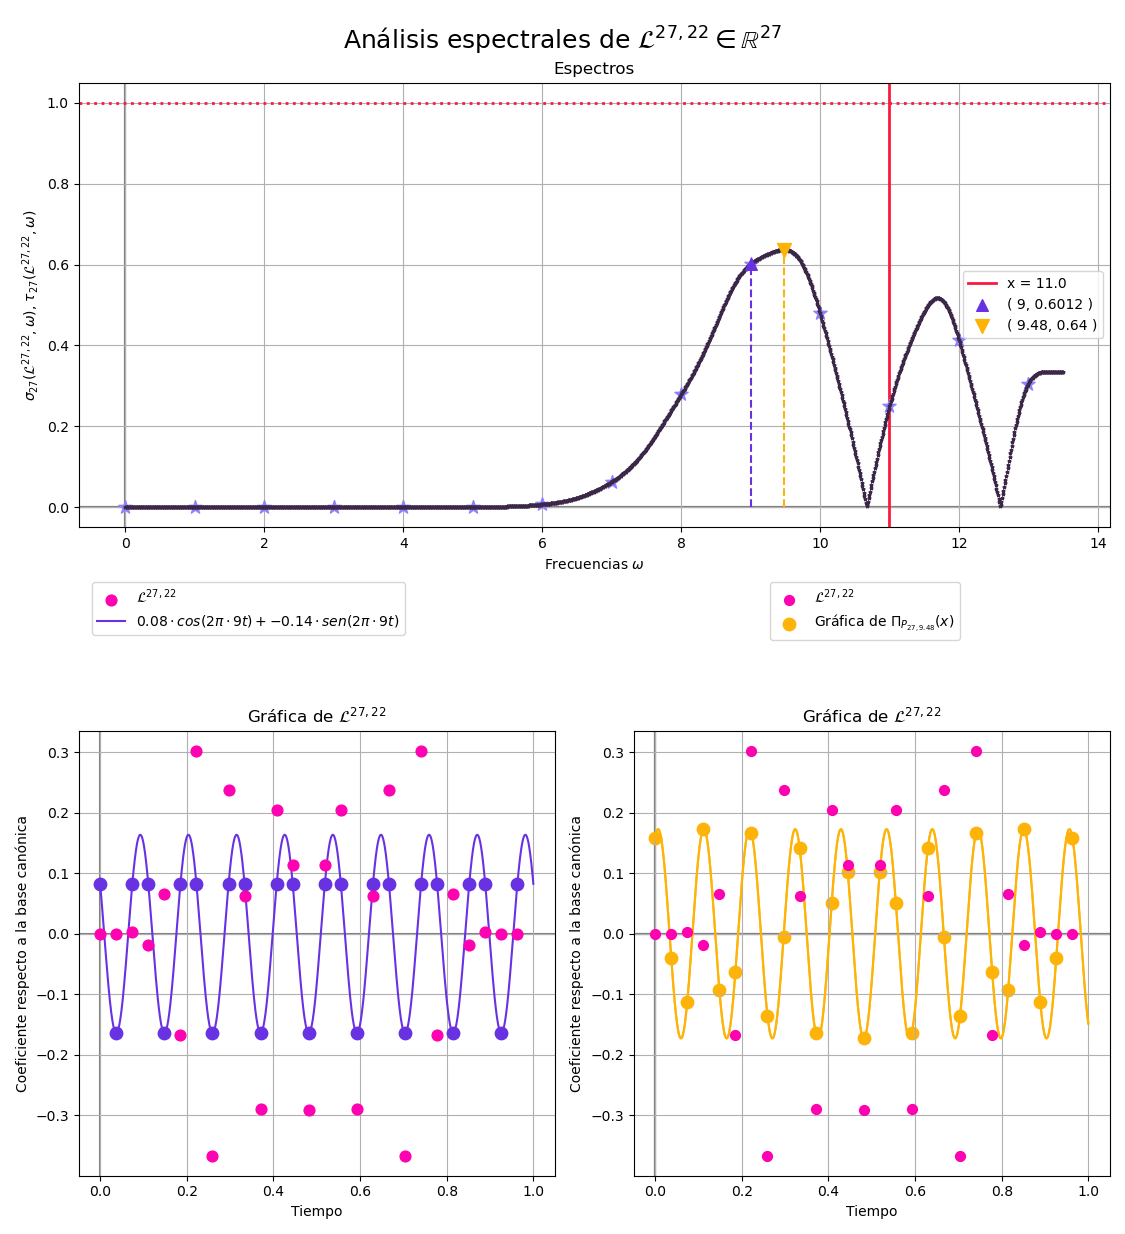 Análisis espectrales de 𝓛^{27,22} ∈ ℝ^{27}
Espectros
1.0
0.8
0.6
0.4
0.2
0.0
σ_{27}(𝓛^{27,22}, ω), τ_{27}(𝓛^{27,22}, ω)
x = 11.0
( 9, 0.6012 )
( 9.48, 0.64 )
0 2 4 6 8 10 12 14
Frecuencias ω
𝓛^{27,22}
0.08 · cos(2π · 9t) + −0.14 · sen(2π · 9t)
𝓛^{27,22}
Gráfica de Π_{P_{27,9.48}}(x)
Gráfica de 𝓛^{27,22}
0.3
0.2
0.1
0.0
−0.1
−0.2
−0.3
Coeficiente respecto a la base canónica
0.0 0.2 0.4 0.6 0.8 1.0
Tiempo
Gráfica de 𝓛^{27,22}
0.3
0.2
0.1
0.0
−0.1
−0.2
−0.3
Coeficiente respecto a la base canónica
0.0 0.2 0.4 0.6 0.8 1.0
Tiempo